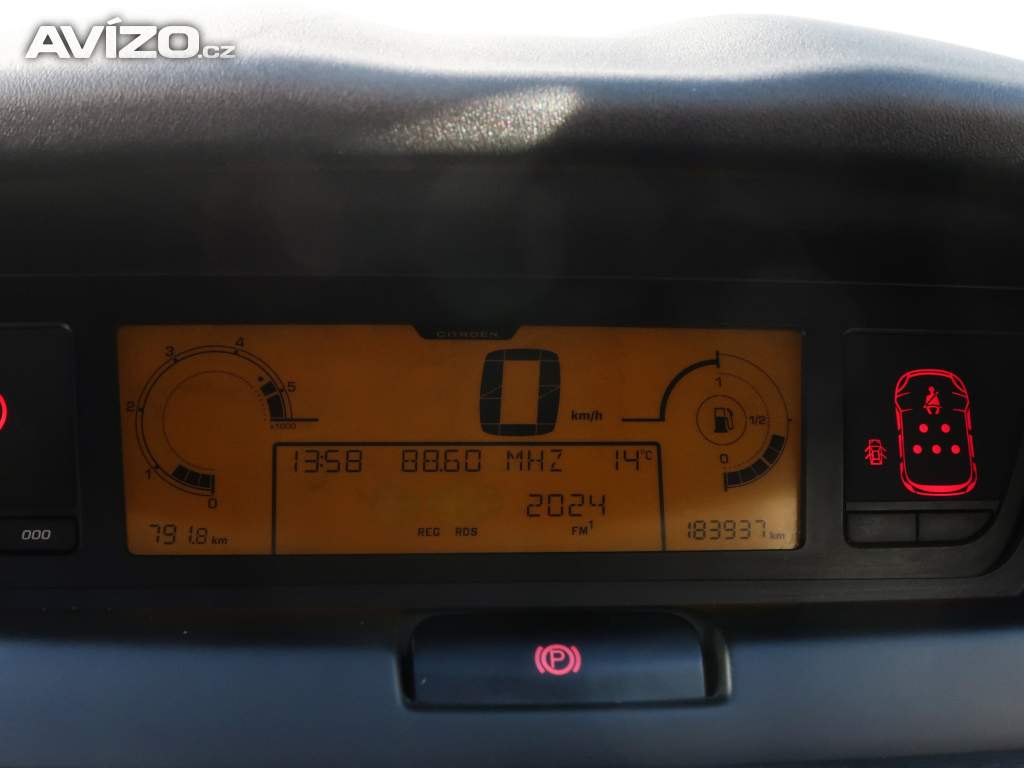 AVÍZO.cz
CITROËN
3 4
2 5
x1000
1
0
0 km/h
1
1/2
0
13:58 88.60 MHZ 14°C
2024
REG RDS FM1
791.8 km
183937 km
000
P